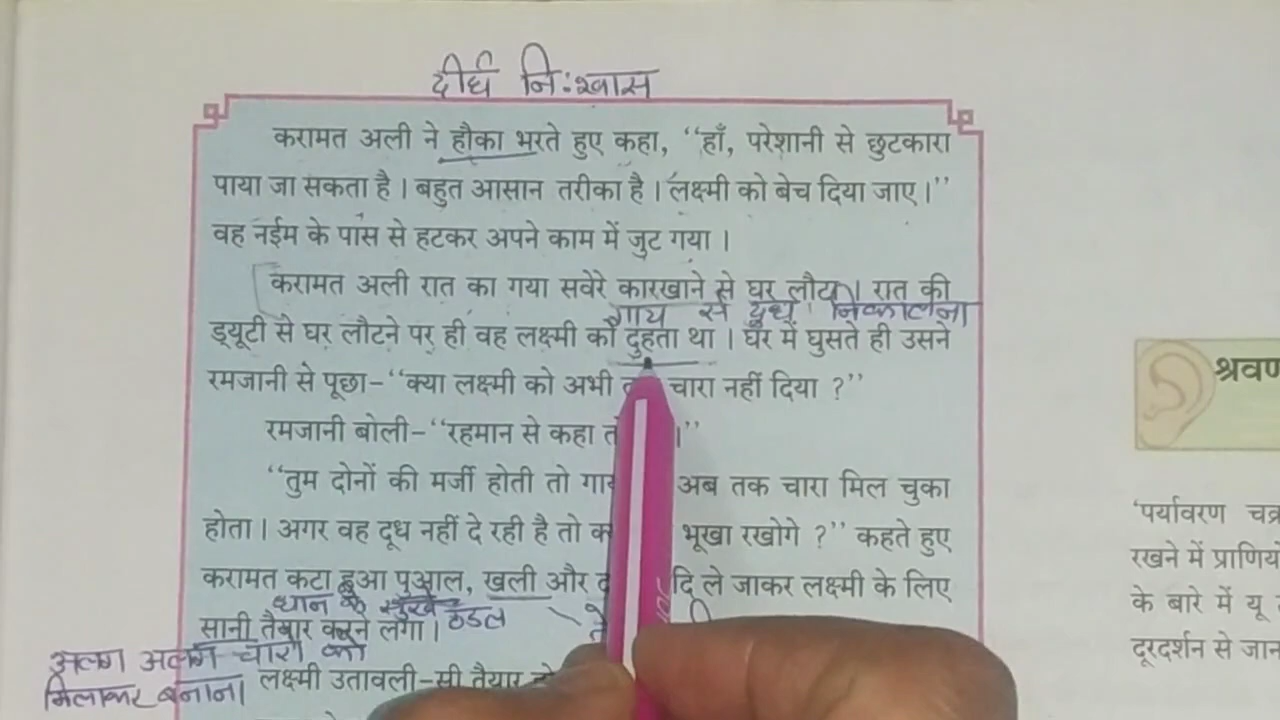 दीर्घ नि:श्वास
करामत अली ने हौका भरते हुए कहा, ‘‘हाँ, परेशानी से छुटकारा
पाया जा सकता है । बहुत आसान तरीका है । लक्ष्मी को बेच दिया जाए ।’’
वह नईम के पास से हटकर अपने काम में जुट गया ।
करामत अली रात का गया सवेरे कारखाने से घर लौटा । रात की
गाय से दुध निकालना
ड्यूटी से घर लौटने पर ही वह लक्ष्मी को दुहता था । घर में घुसते ही उसने
रमजानी से पूछा-‘‘क्या लक्ष्मी को अभी चारा नहीं दिया ?’’
रमजानी बोली-‘‘रहमान से कहा ।’’
‘‘तुम दोनों की मर्जी होती तो अब तक चारा मिल चुका
होता । अगर वह दूध नहीं दे रही है तो भूखा रखोगे ?’’ कहते हुए
करामत कटा हुआ पुआल, खली और ले जाकर लक्ष्मी के लिए
धान के सुखे डंठल
सानी तैयार करने लगा ।
अलग अलग चारों को
मिलाकर बनाना
लक्ष्मी उतावली-सी तैयार
श्रवण
‘पर्यावरण
रखने में
के बारे में यू
दूरदर्शन से